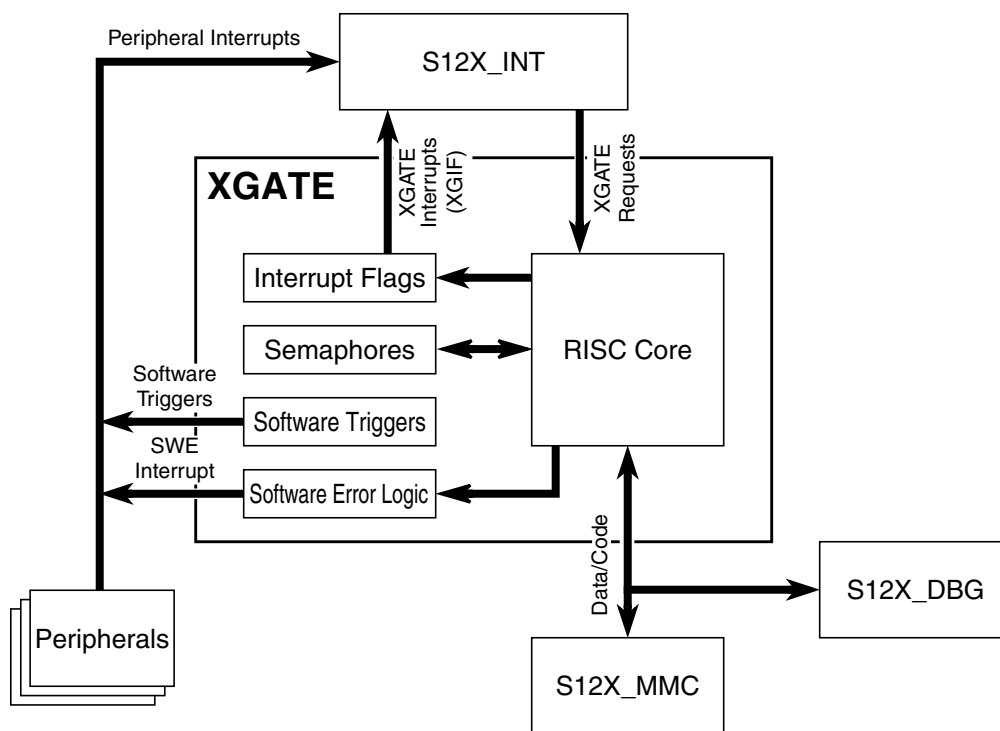 Peripheral Interrupts
S12X_INT
XGATE
XGATE
Interrupts
(XGIF)
XGATE
Requests
Interrupt Flags
Semaphores
RISC Core
Software
Triggers
Software Triggers
SWE
Interrupt
Software Error Logic
Data/Code
S12X_DBG
Peripherals
S12X_MMC